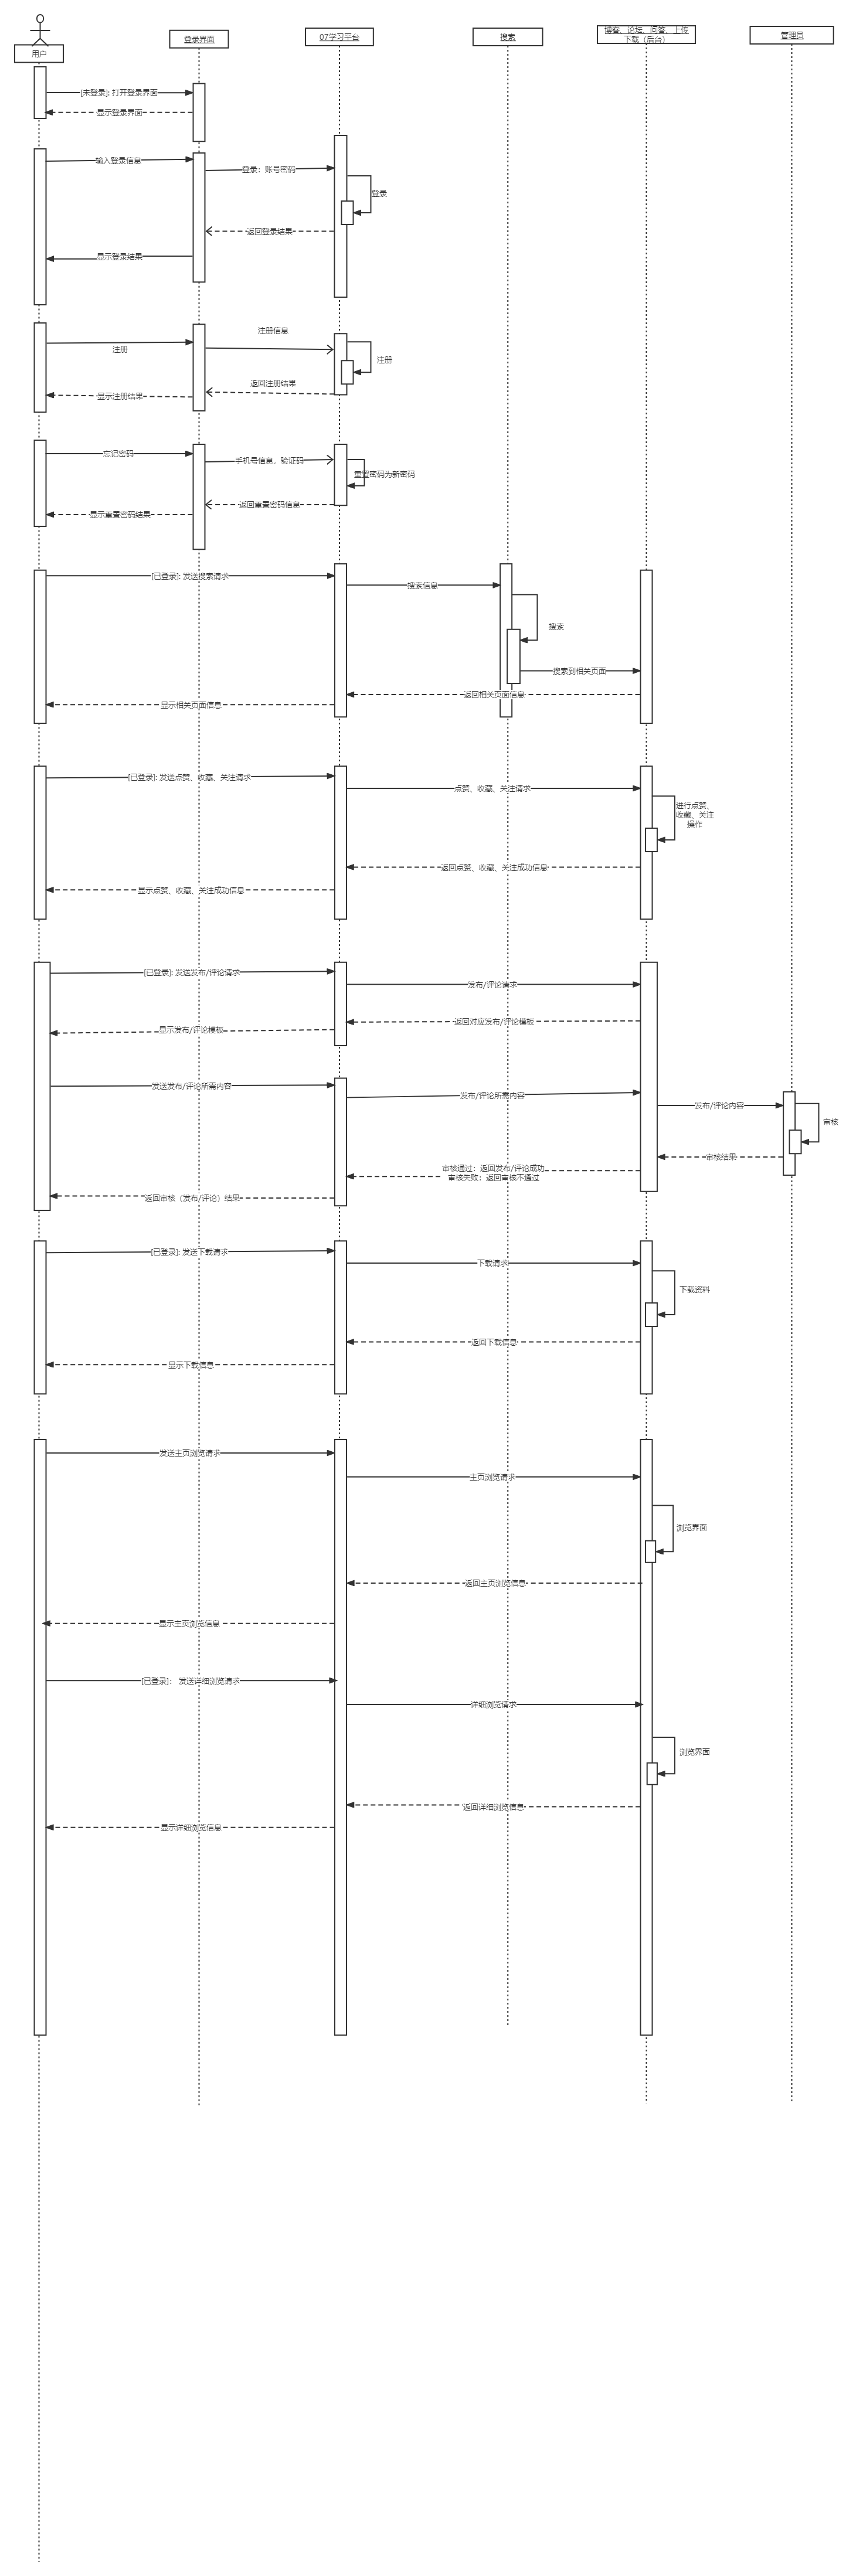 用户
登录界面
07学习平台
搜索
博客、论坛、问答、上传
下载（后台）
管理员
[未登录]: 打开登录界面
显示登录界面
输入登录信息
登录：账号密码
登录
返回登录结果
显示登录结果
注册信息
注册
注册
返回注册结果
显示注册结果
忘记密码
手机号信息、验证码
重置密码为新密码
返回重置密码信息
显示重置密码结果
[已登录]: 发送搜索请求
搜索信息
搜索
搜索到相关页面
返回相关页面信息
显示相关页面信息
[已登录]: 发送点赞、收藏、关注请求
点赞、收藏、关注请求
进行点赞、
收藏、关注
操作
返回点赞、收藏、关注成功信息
显示点赞、收藏、关注成功信息
[已登录]: 发送发布/评论请求
发布/评论请求
返回对应发布/评论模板
显示发布/评论模板
发送发布/评论所需内容
发布/评论所需内容
发布/评论内容
审核
审核结果
审核通过：返回发布/评论成功
审核失败：返回审核不通过
返回审核（发布/评论）结果
[已登录]: 发送下载请求
下载请求
下载资料
返回下载信息
显示下载信息
发送主页浏览请求
主页浏览请求
浏览界面
返回主页浏览信息
显示主页浏览信息
[已登录]： 发送详细浏览请求
详细浏览请求
浏览界面
返回详细浏览信息
显示详细浏览信息